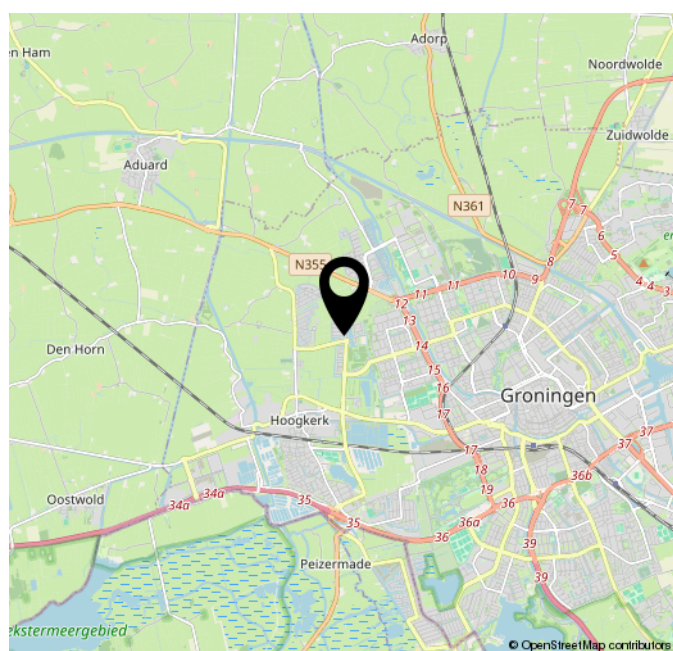 en Ham
Adorp
Noordwolde
Zuidwolde
Aduard
N361
7
7
6
5
8
N355
10
9
4
4
3
11
11
12
13
14
Den Horn
15
16
Groningen
17
Hoogkerk
37
17
37
18
36b
Oostwold
34a
34a
35
19
36
35
36a
36
39
Peizermade
39
ekstermeergebied
© OpenStreetMap contributors